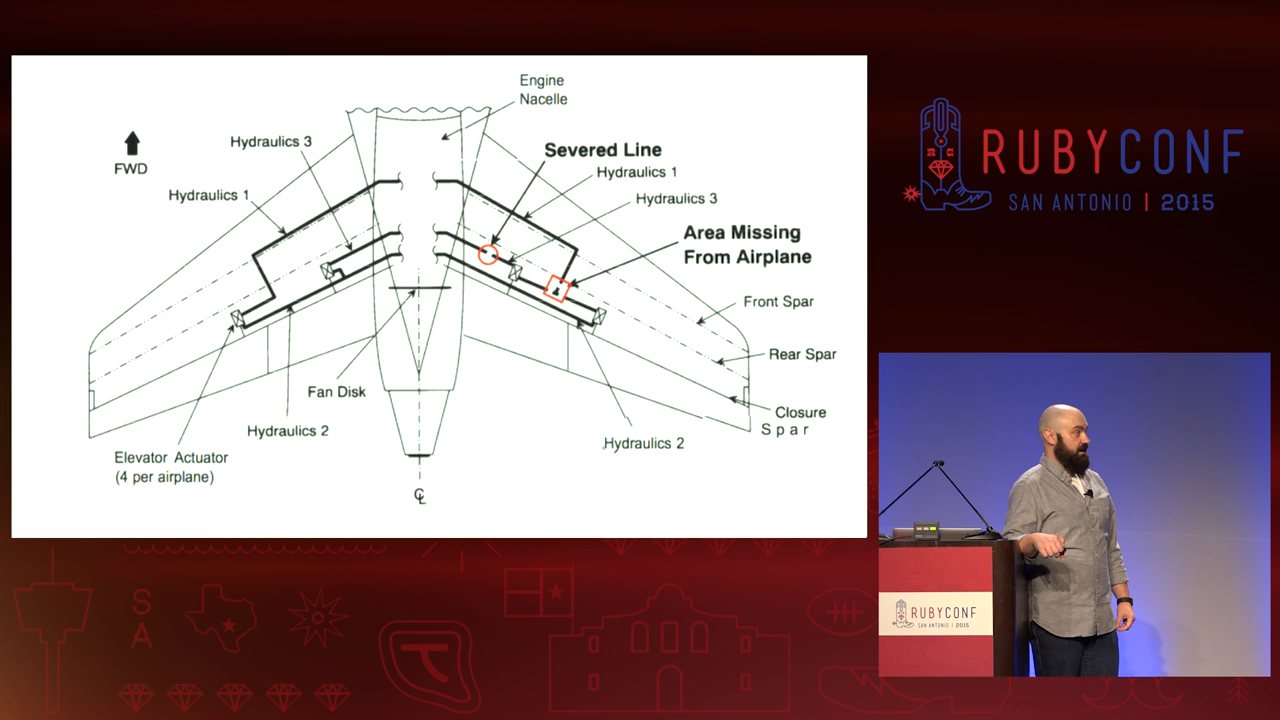 Engine
Nacelle
Hydraulics 3
FWD
Severed Line
Hydraulics 1
Hydraulics 1
Hydraulics 3
Area Missing
From Airplane
Front Spar
Rear Spar
Fan Disk
Closure
Spar
Hydraulics 2
Hydraulics 2
Elevator Actuator
(4 per airplane)
CL
RUBYCONF
SAN ANTONIO | 2015
S
A
RUBYCONF
SAN ANTONIO | 2015